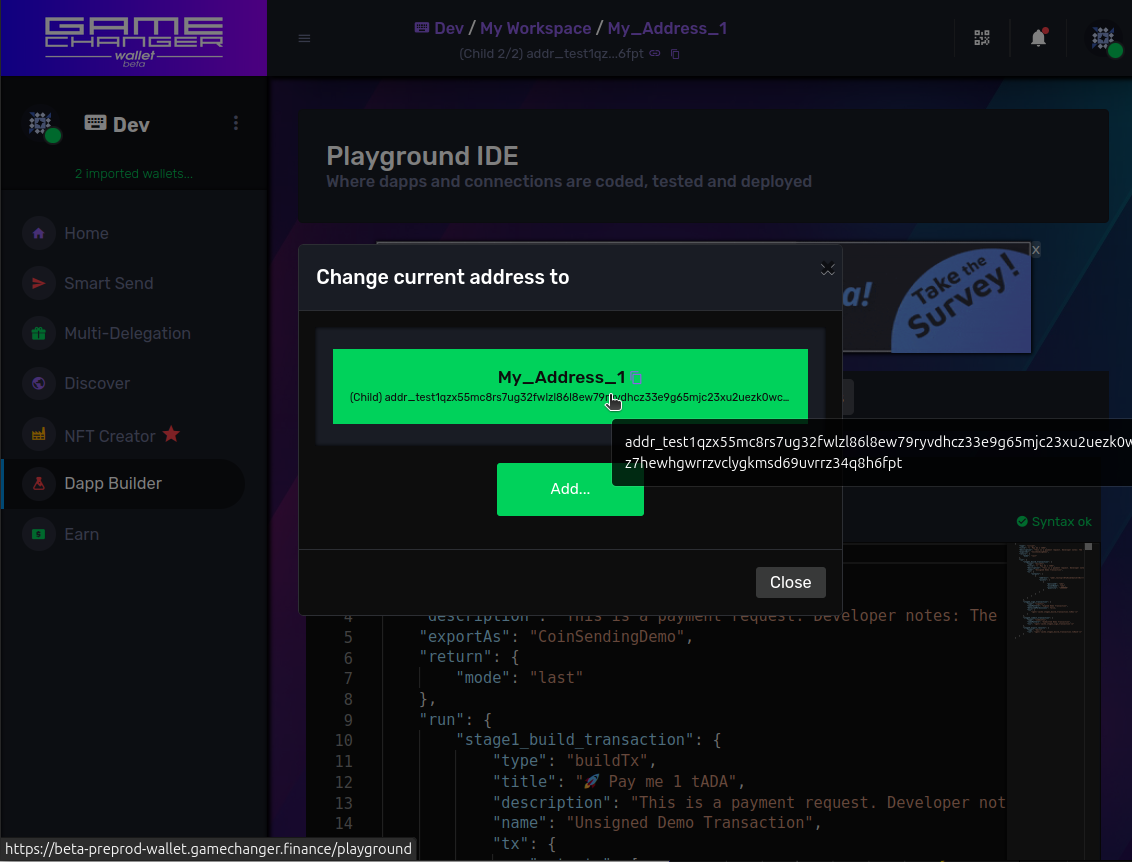 GAME
CHANGER
wallet
beta
Dev / My Workspace / My_Address_1
(Child 2/2) addr_test1qz...6fpt
Dev
2 imported wallets...
Home
Smart Send
Multi-Delegation
Discover
NFT Creator
Dapp Builder
Earn
Playground IDE
Where dapps and connections are coded, tested and deployed
Take the
Survey!
x
Change current address to
My_Address_1
Add...
addr_test1qzx55mc8rs7ug32fwlzl86l8ew79ryvdhcz33e9g65mjc23xu2uezk0w
z7hewhgwrrzvclygkmsd69uvrrz34q8h6fpt
Close
Syntax ok
4 "description": "This is a payment request. Developer notes: The
5 "exportAs": "CoinSendingDemo",
6 "return": {
7 "mode": "last"
8 },
9 "run": {
10 "stage1_build_transaction": {
11 "type": "buildTx",
12 "title": "🚀 Pay me 1 tADA",
13 "description": "This is a payment request. Developer not
14 "name": "Unsigned Demo Transaction",
"tx": {
https://beta-preprod-wallet.gamechanger.finance/playground